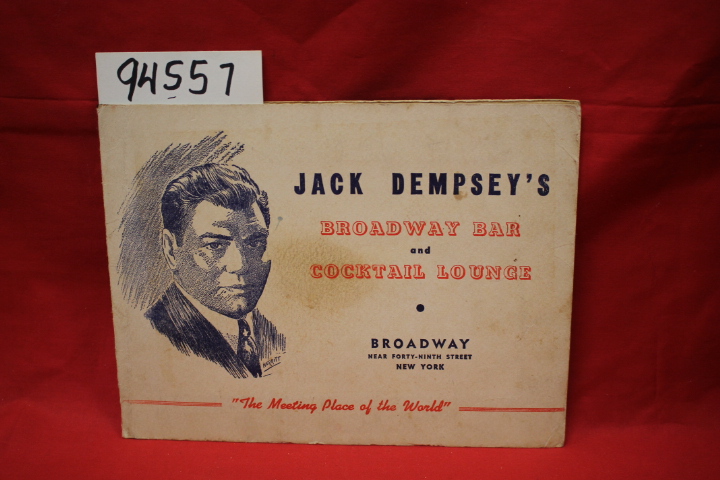 94557
JACK DEMPSEY'S
BROADWAY BAR
and
COCKTAIL LOUNGE
BROADWAY
NEAR FORTY-NINTH STREET
NEW YORK
"The Meeting Place of the World"